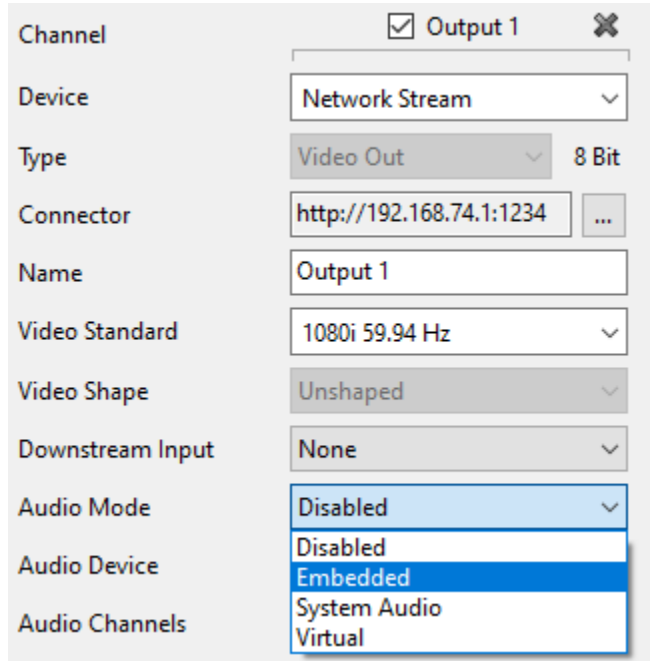 Channel Output 1
Device Network Stream
Type Video Out 8 Bit
Connector http://192.168.74.1:1234 ...
Name Output 1
Video Standard 1080i 59.94 Hz
Video Shape Unshaped
Downstream Input None
Audio Mode Disabled
Disabled
Audio Device
Embedded
System Audio
Audio Channels
Virtual